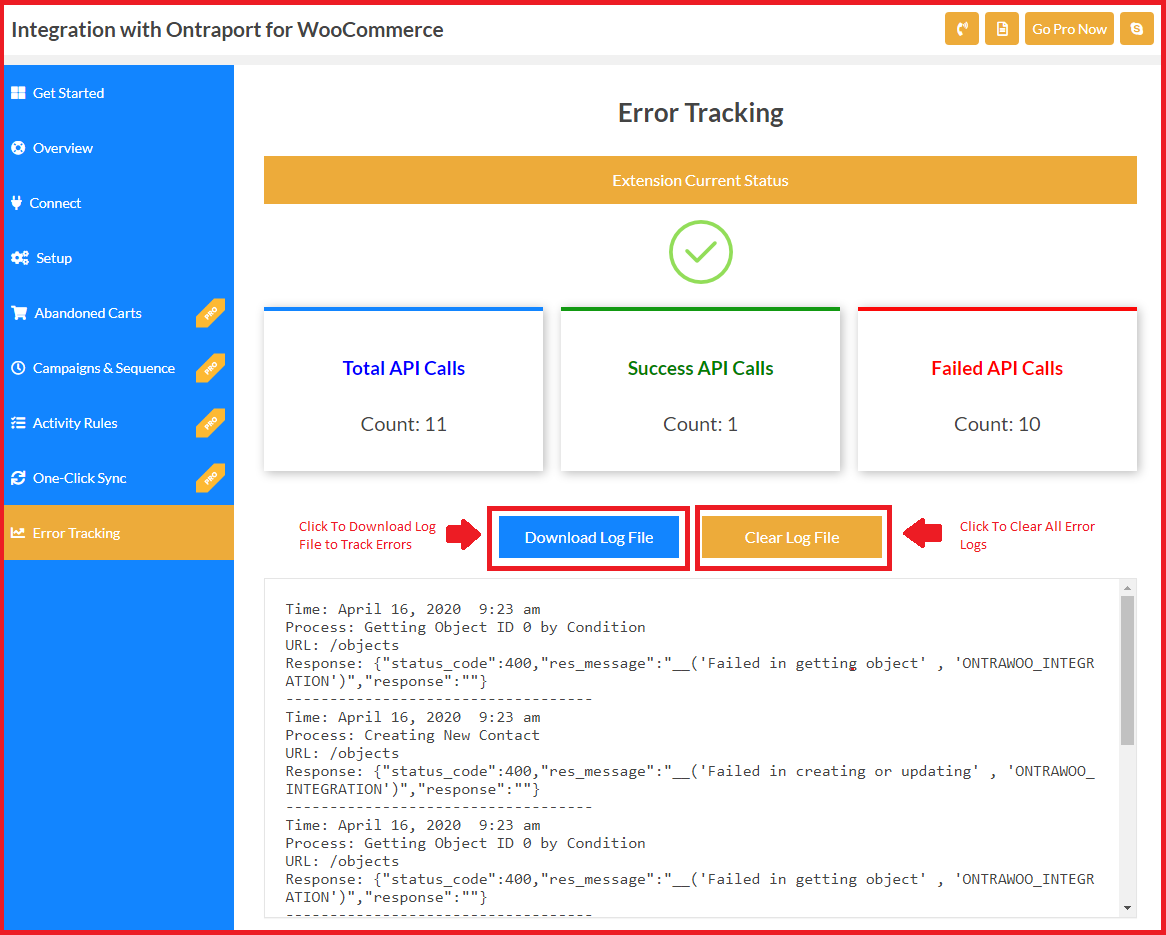 Integration with Ontraport for WooCommerce
Go Pro Now
Get Started
Overview
Connect
Setup
Abandoned Carts
PRO
Campaigns & Sequence
PRO
Activity Rules
PRO
One-Click Sync
PRO
Error Tracking
Error Tracking
Extension Current Status
Total API Calls
Count: 11
Success API Calls
Count: 1
Failed API Calls
Count: 10
Click To Download Log
File to Track Errors
Download Log File
Clear Log File
Click To Clear All Error
Logs
Time: April 16, 2020  9:23 am
Process: Getting Object ID 0 by Condition
URL: /objects
Response: {"status_code":400,"res_message":"__('Failed in getting object' , 'ONTRAWOO_INTEGR
ATION')","response":""}
-----------------------------------
Time: April 16, 2020  9:23 am
Process: Creating New Contact
URL: /objects
Response: {"status_code":400,"res_message":"__('Failed in creating or updating' , 'ONTRAWOO_
INTEGRATION')","response":""}
-----------------------------------
Time: April 16, 2020  9:23 am
Process: Getting Object ID 0 by Condition
URL: /objects
Response: {"status_code":400,"res_message":"__('Failed in getting object' , 'ONTRAWOO_INTEGR
ATION')","response":""}
-----------------------------------